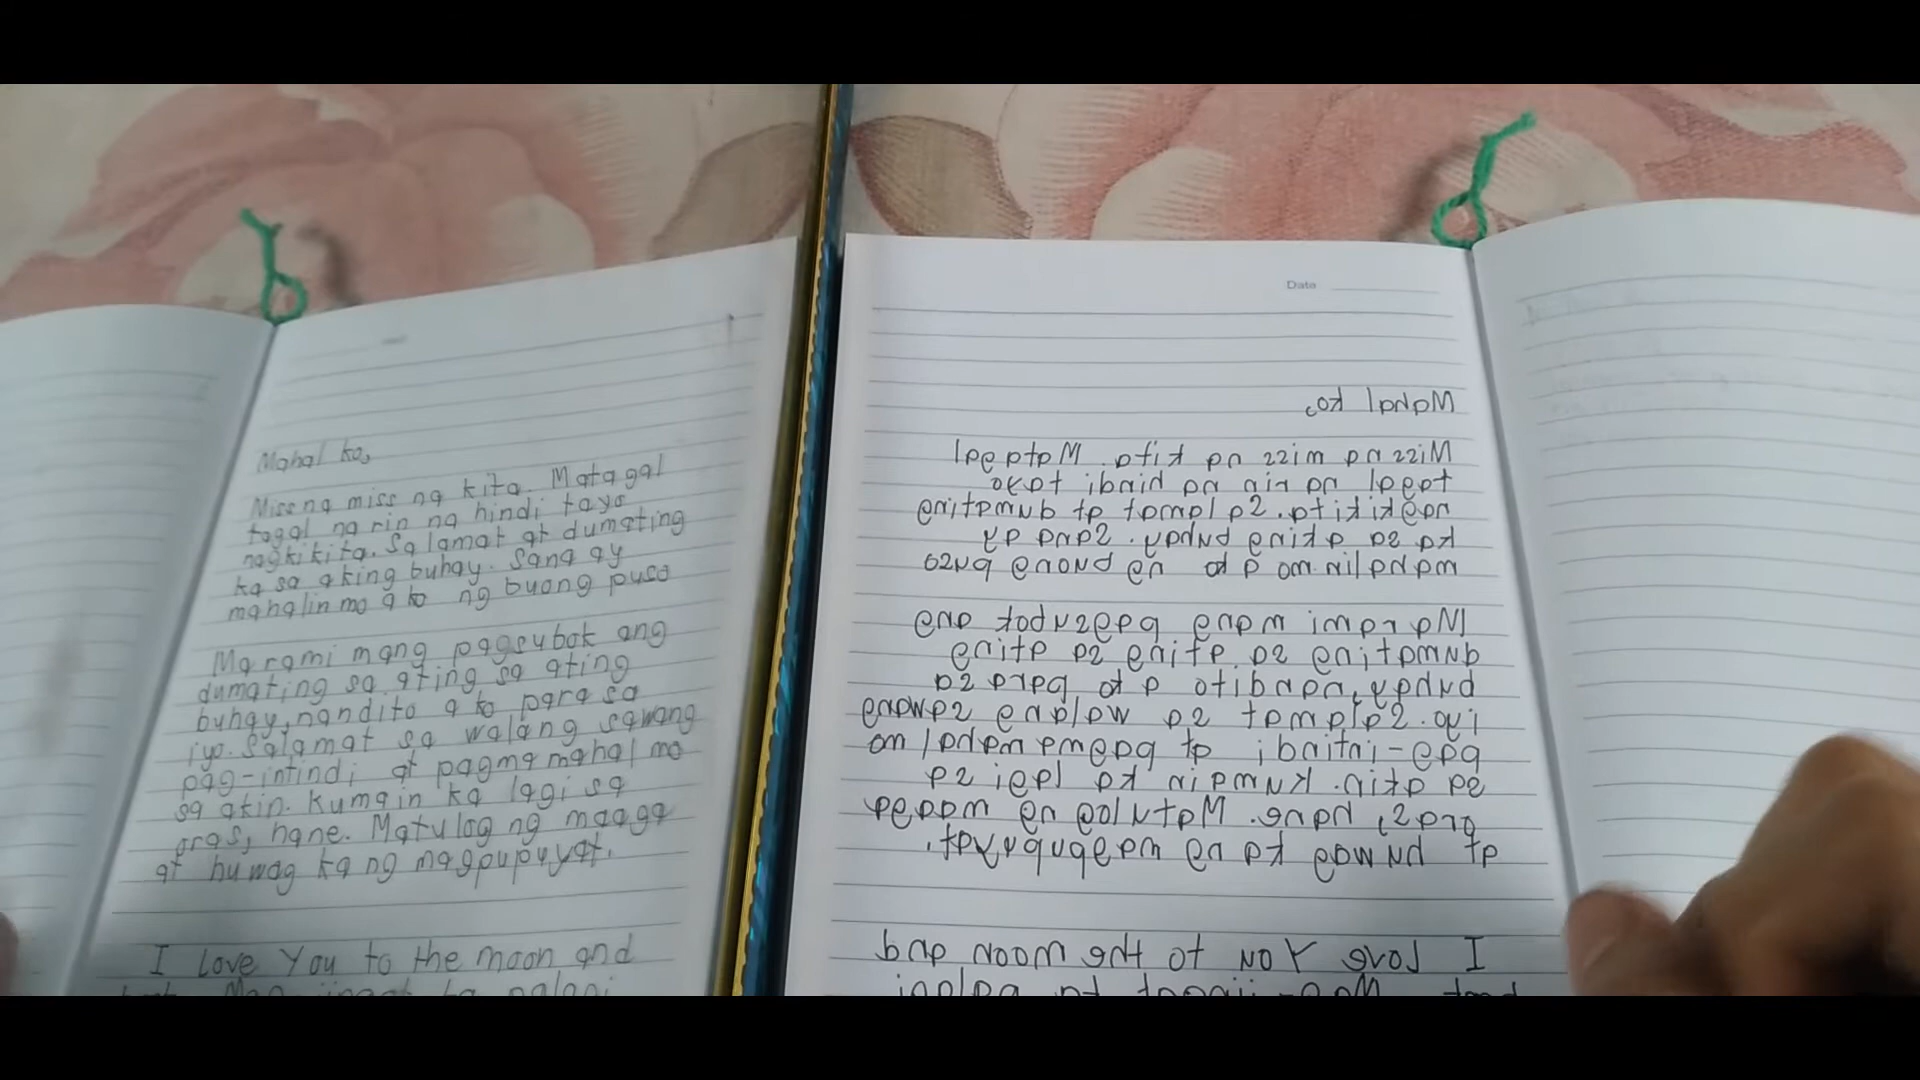 Mahal ko,
Miss na miss na kita. Matagal
tagal na rin na hindi tayo
nagkikita. Salamat at dumating
ka sa aking buhay. Sana ay
mahalin mo ako ng buong puso
Marami mang pagsubok ang
dumating sa ating sa ating
buhay, nandito ako para sa
iyo. Salamat sa walang sawang
pag-intindi at pagmamahal mo
sa akin. Kumain ka lagi sa
oras, hane. Matulog ng maaga
at huwag ka ng magpupuyat.
I Love You to the moon and
Date
Mahal ko,
Miss na miss na kita. Matagal
tagal na rin na hindi tayo
nagkikita. Salamat at dumating
ka sa aking buhay. Sana ay
mahalin mo ako ng buong puso
Marami mang pagsubok ang
dumating sa ating sa ating
buhay, nandito ako para sa
iyo. Salamat sa walang sawang
pag-intindi at pagmamahal mo
sa akin. Kumain ka lagi sa
oras, hane. Matulog ng maaga
at huwag ka ng magpupuyat.
I Love You to the moon and